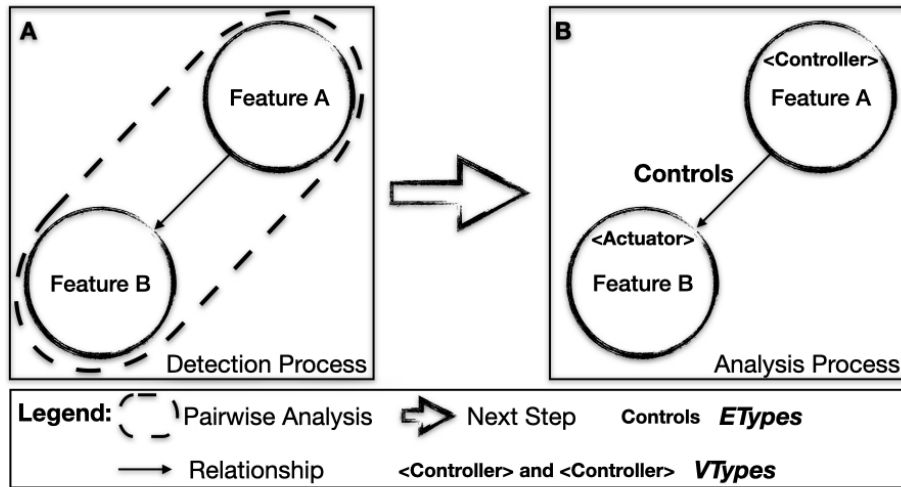 A
Feature A
Feature B
Detection Process
B
<Controller>
Feature A
Controls
<Actuator>
Feature B
Analysis Process
Legend: Pairwise Analysis Next Step Controls ETypes
Relationship <Controller> and <Controller> VTypes